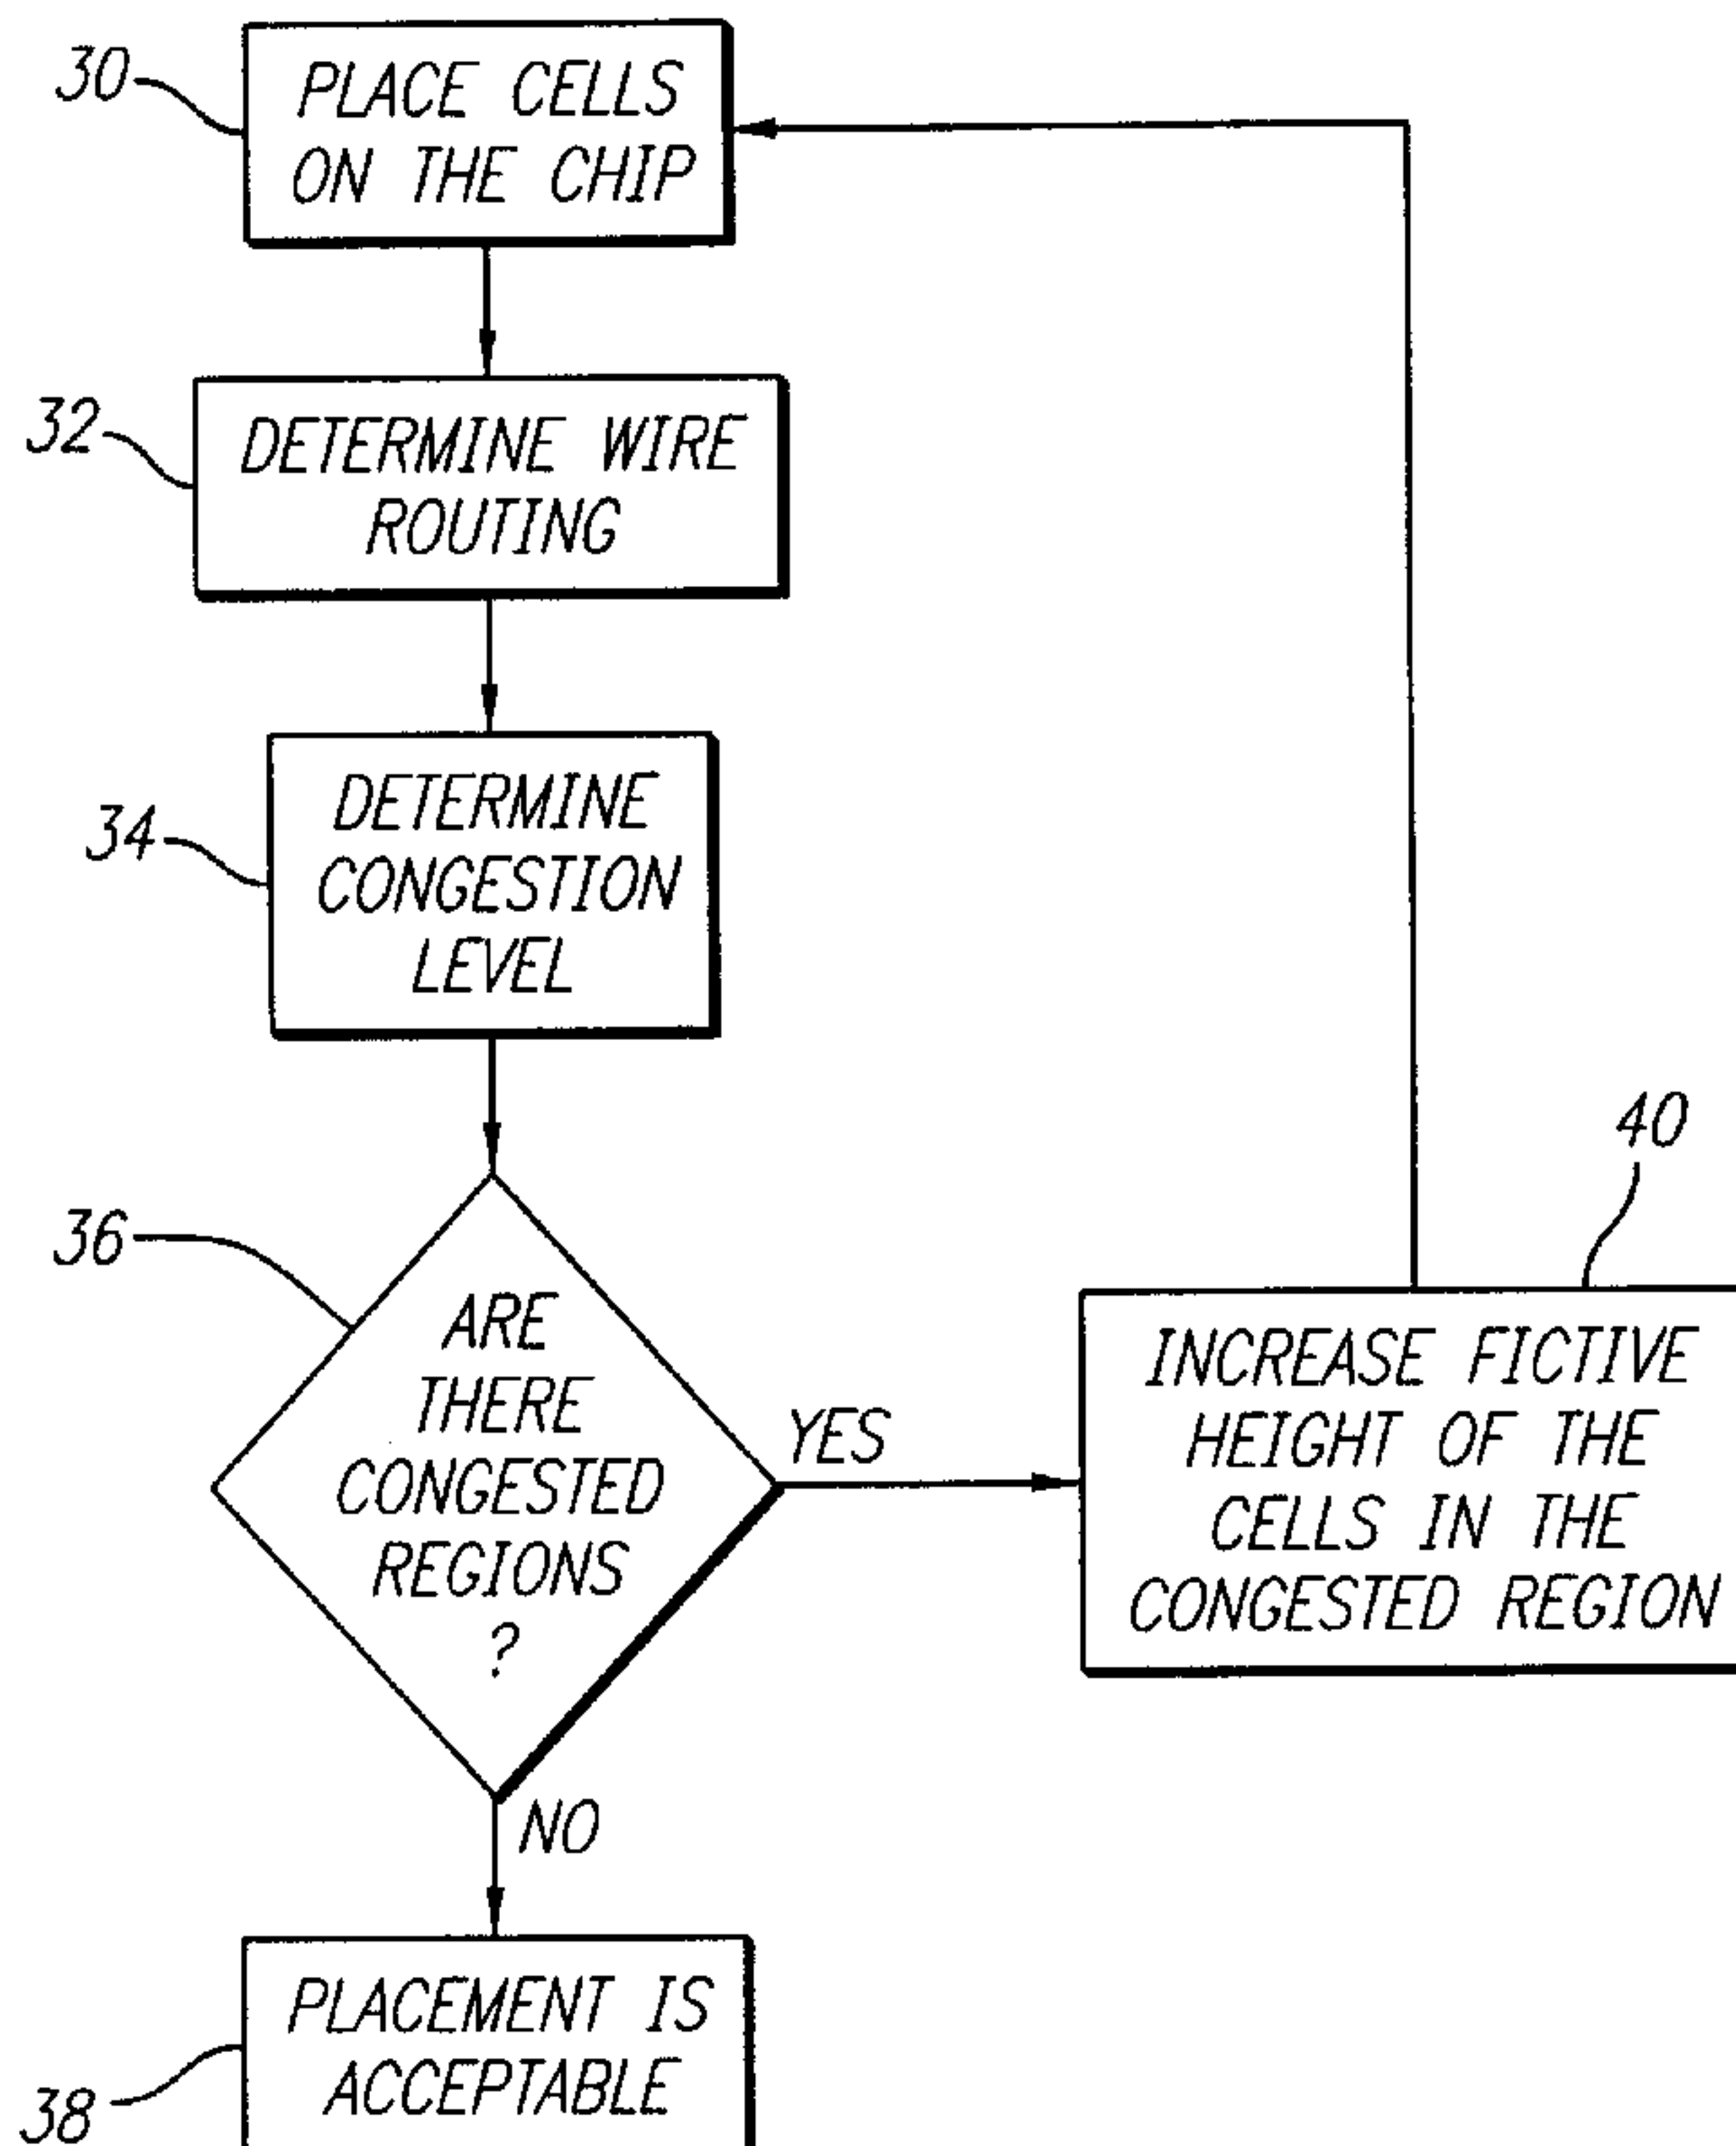 30
PLACE CELLS
ON THE CHIP
32
DETERMINE WIRE
ROUTING
34
DETERMINE
CONGESTION
LEVEL
36
ARE
THERE
CONGESTED
REGIONS
?
YES
40
INCREASE FICTIVE
HEIGHT OF THE
CELLS IN THE
CONGESTED REGION
NO
38
PLACEMENT IS
ACCEPTABLE